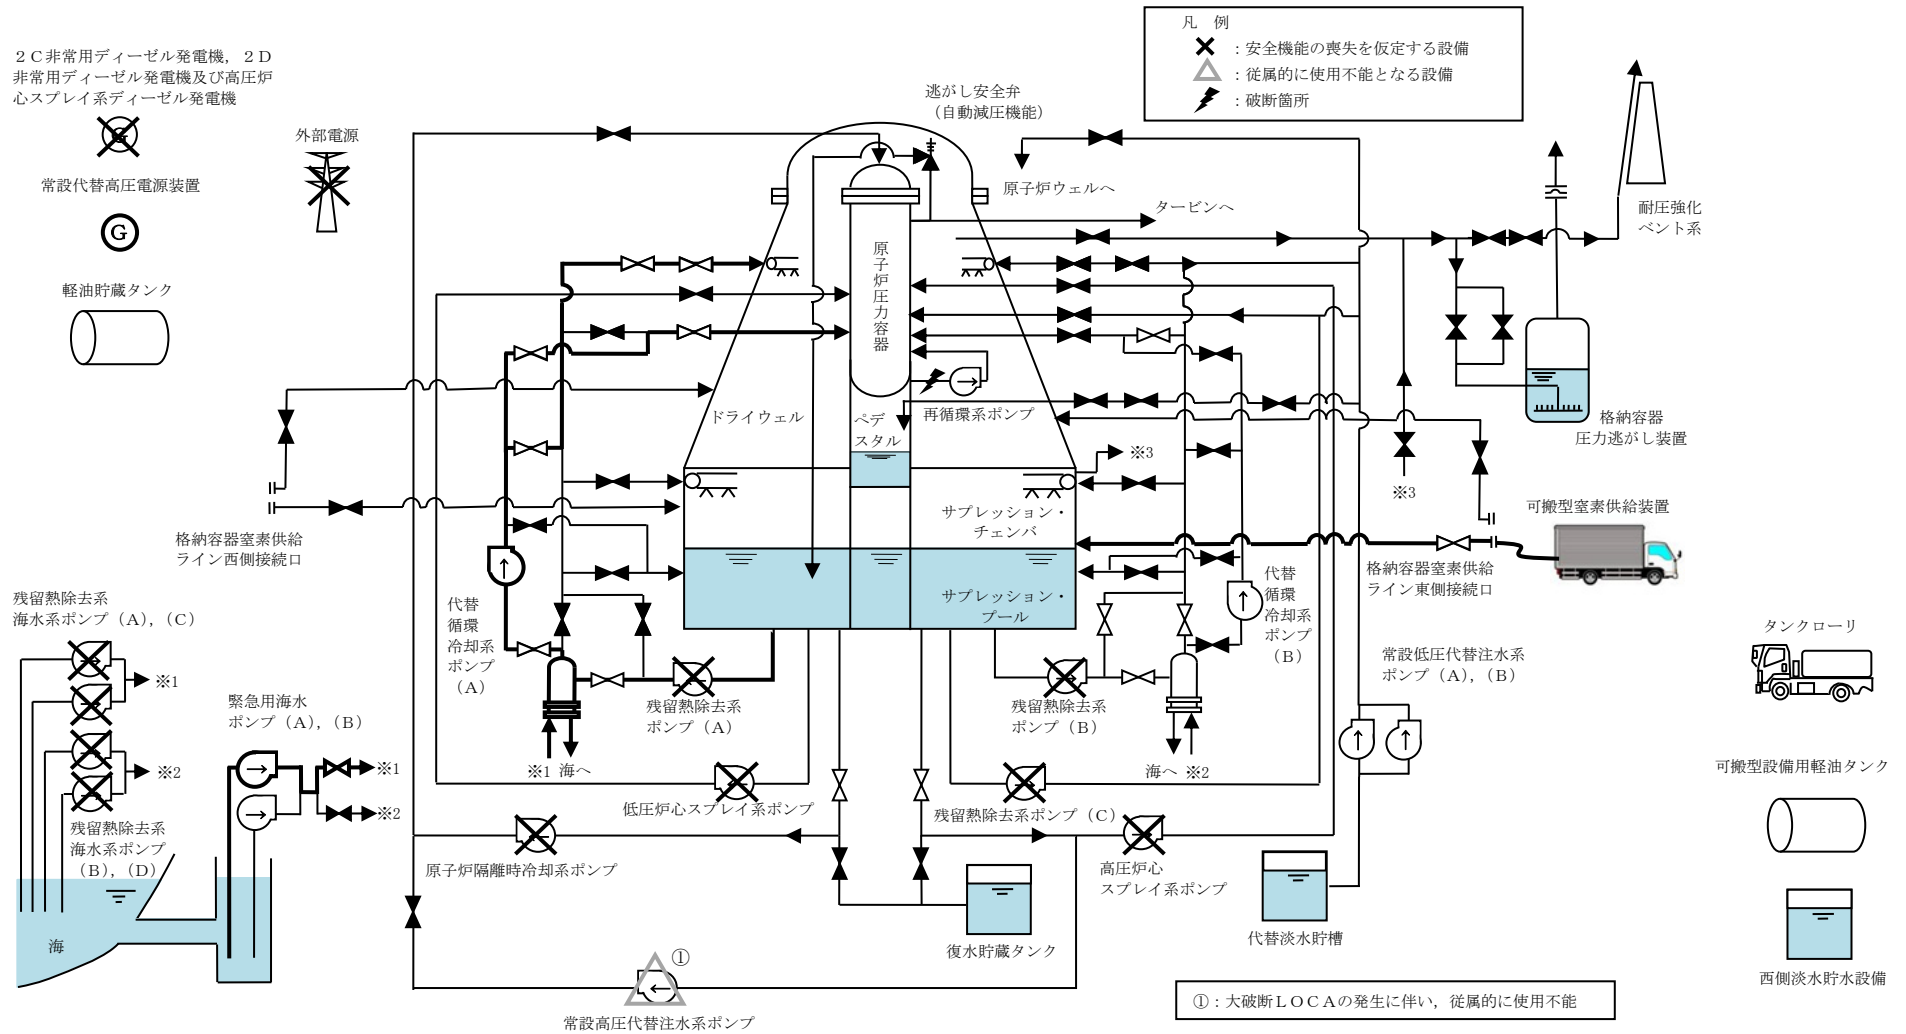 凡　例
：安全機能の喪失を仮定する設備
：従属的に使用不能となる設備
：破断箇所
２Ｃ非常用ディーゼル発電機，２Ｄ
非常用ディーゼル発電機及び高圧炉
心スプレイ系ディーゼル発電機
G
外部電源
常設代替高圧電源装置
G
軽油貯蔵タンク
逃がし安全弁
（自動減圧機能）
原子炉ウェルへ
タービンへ
耐圧強化
ベント系
原子炉圧力容器
ドライウェル
ペデ
スタル
再循環系ポンプ
格納容器
圧力逃がし装置
※3
※3
サプレッション・
チェンバ
サプレッション・
プール
可搬型窒素供給装置
格納容器窒素供給
ライン西側接続口
格納容器窒素供給
ライン東側接続口
残留熱除去系
海水系ポンプ（Ａ），（Ｃ）
※1
※2
残留熱除去系
海水系ポンプ
（Ｂ），（Ｄ）
緊急用海水
ポンプ（Ａ），（Ｂ）
※1
※2
海
代替
循環
冷却系
ポンプ
（Ａ）
残留熱除去系
ポンプ（Ａ）
※1 海へ
低圧炉心スプレイ系ポンプ
原子炉隔離時冷却系ポンプ
残留熱除去系
ポンプ（Ｂ）
海へ ※2
代替
循環
冷却系
ポンプ
（Ｂ）
残留熱除去系ポンプ（Ｃ）
高圧炉心
スプレイ系ポンプ
復水貯蔵タンク
常設低圧代替注水系
ポンプ（Ａ），（Ｂ）
代替淡水貯槽
タンクローリ
可搬型設備用軽油タンク
西側淡水貯水設備
①
常設高圧代替注水系ポンプ
①：大破断ＬＯＣＡの発生に伴い，従属的に使用不能